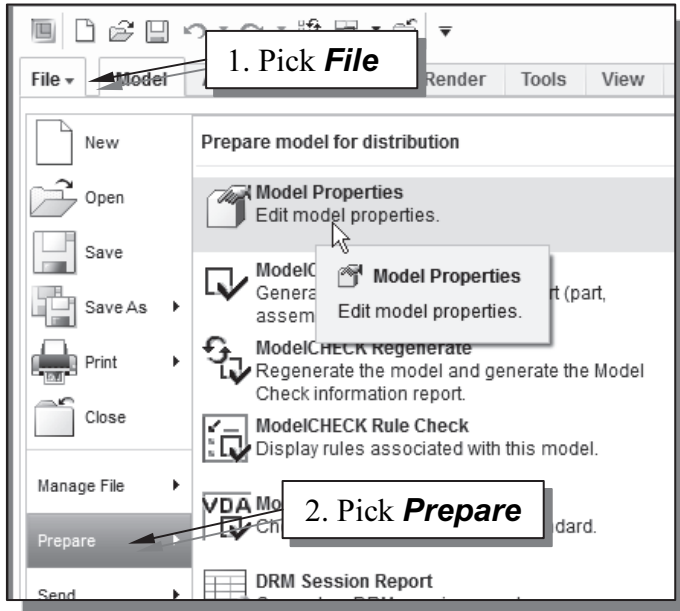 1. Pick File
File Model Render Tools View
New
Open
Save
Save As
Print
Close
Manage File
Prepare
Send
Prepare model for distribution
Model Properties
Edit model properties.
Model Properties
Edit model properties.
rt (part,
ModelCHECK Regenerate
Regenerate the model and generate the Model
Check information report.
ModelCHECK Rule Check
Display rules associated with this model.
VDA
2. Pick Prepare
DRM Session Report